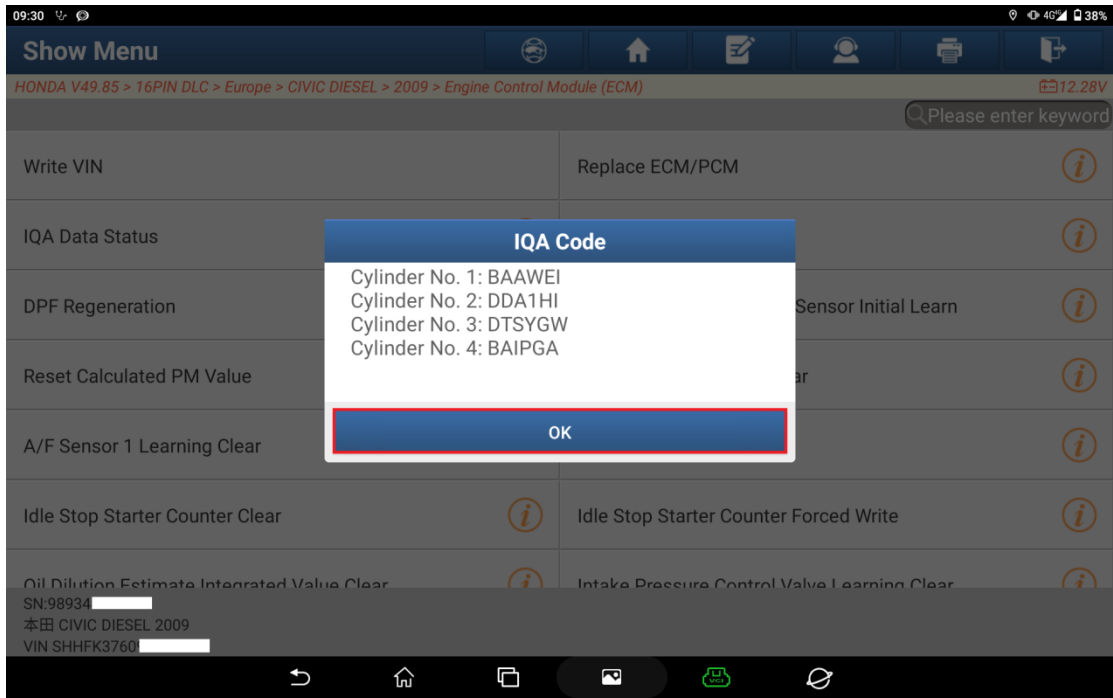 09:30
4G 38%
Show Menu
HONDA V49.85 > 16PIN DLC > Europe > CIVIC DIESEL > 2009 > Engine Control Module (ECM)
12.28V
Please enter keyword
Write VIN
Replace ECM/PCM
IQA Data Status
IQA Code
Cylinder No. 1: BAAWEI
Cylinder No. 2: DDA1HI
Cylinder No. 3: DTSYGW
Cylinder No. 4: BAIPGA
OK
DPF Regeneration
Sensor Initial Learn
Reset Calculated PM Value
A/F Sensor 1 Learning Clear
Idle Stop Starter Counter Clear
Idle Stop Starter Counter Forced Write
Oil Dilution Estimate Integrated Value Clear
Intake Pressure Control Valve Learning Clear
SN:98934
本田 CIVIC DIESEL 2009
VIN SHHFK3760
VCI